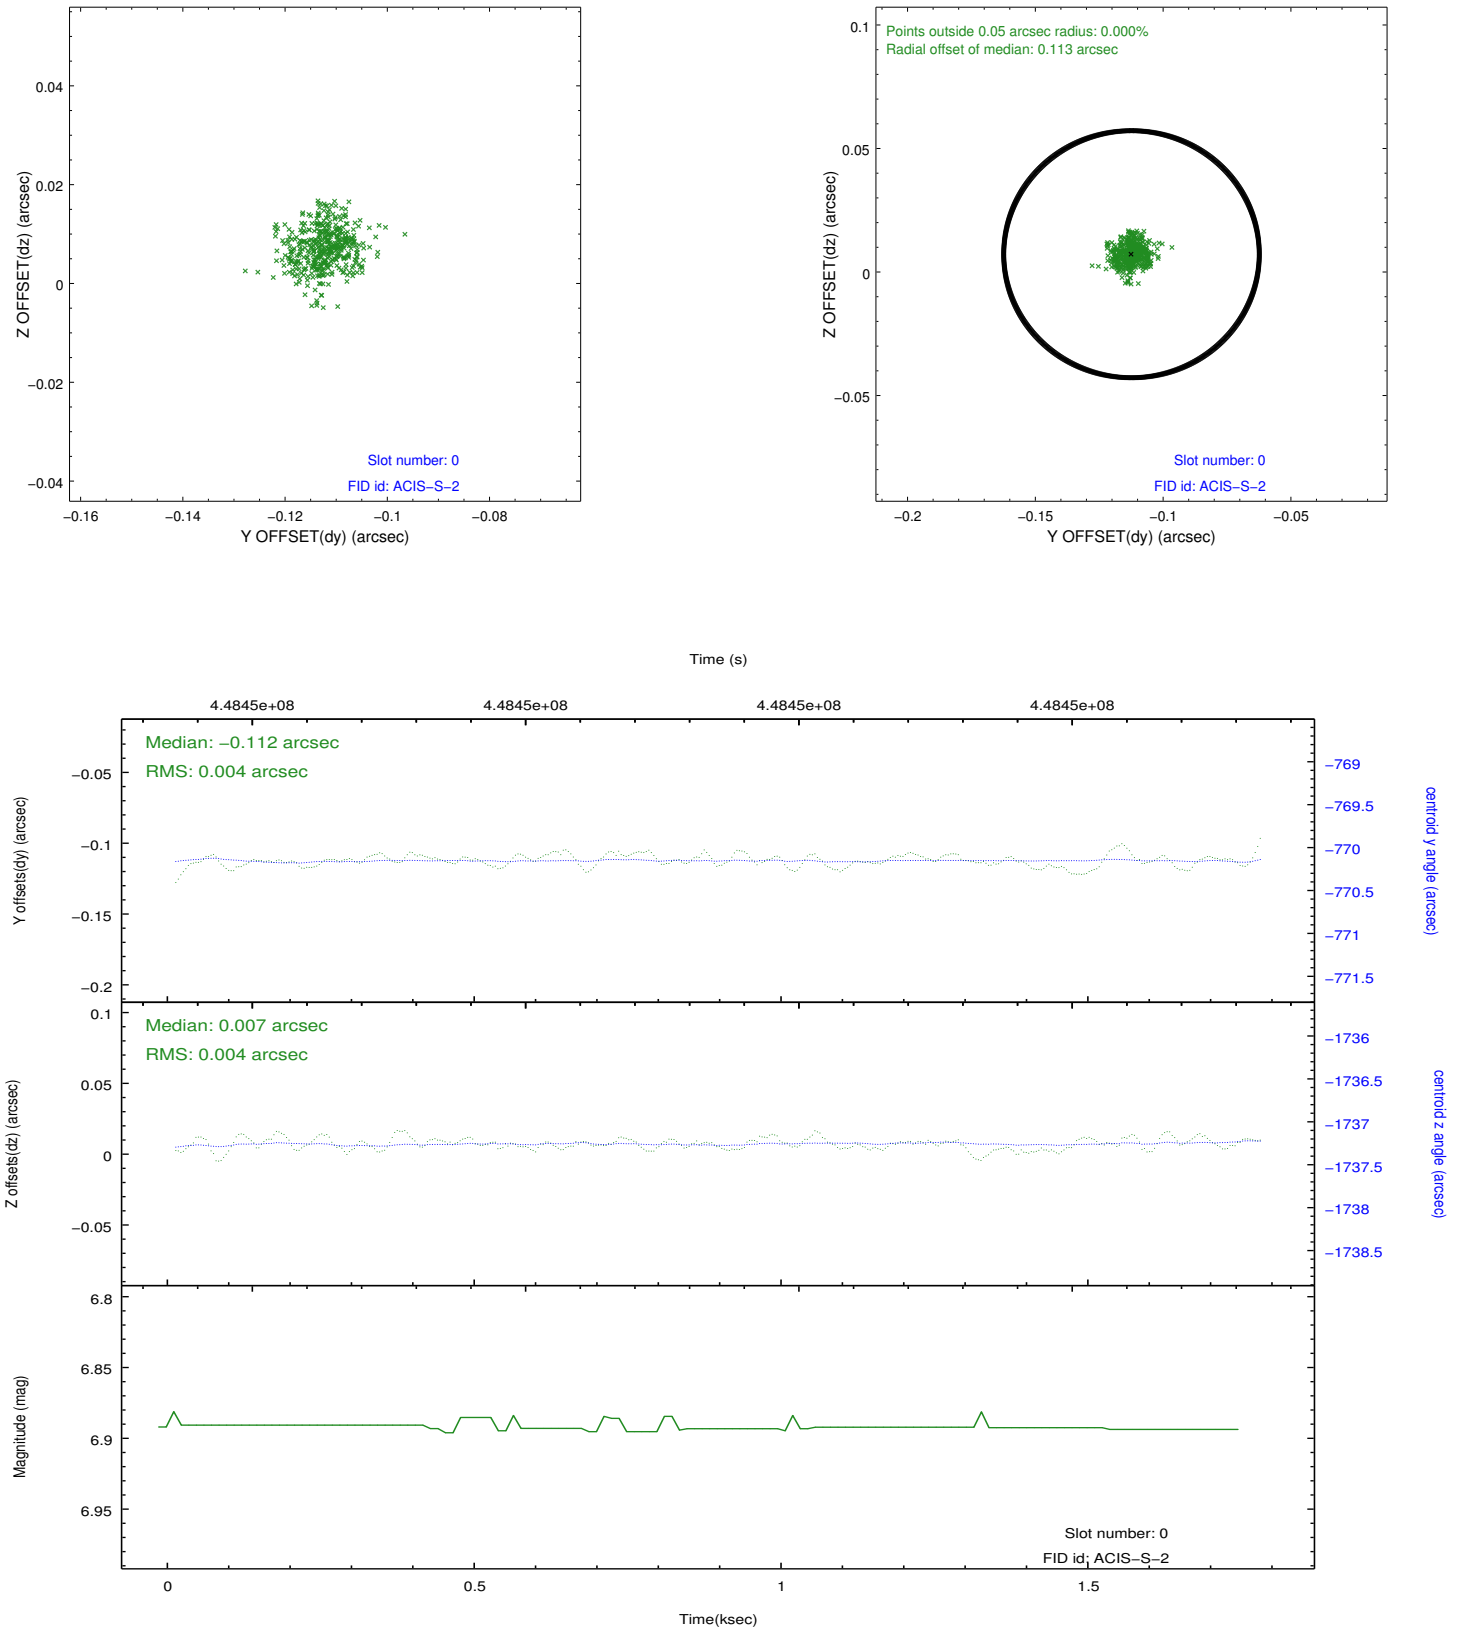 0.04
0.02
0
−0.02
−0.04
Z OFFSET(dz) (arcsec)
Slot number: 0
FID id: ACIS−S−2
−0.16
−0.14
−0.12
−0.1
−0.08
Y OFFSET(dy) (arcsec)
Points outside 0.05 arcsec radius: 0.000%
Radial offset of median: 0.113 arcsec
0.1
0.05
0
−0.05
Z OFFSET(dz) (arcsec)
Slot number: 0
FID id: ACIS−S−2
−0.2
−0.15
−0.1
−0.05
Y OFFSET(dy) (arcsec)
Time (s)
4.4845e+08
4.4845e+08
4.4845e+08
4.4845e+08
Median: −0.112 arcsec
RMS: 0.004 arcsec
−0.05
−0.1
−0.15
−0.2
Y offsets(dy) (arcsec)
−769
−769.5
−770
−770.5
−771
−771.5
centroid y angle (arcsec)
Median: 0.007 arcsec
RMS: 0.004 arcsec
0.1
0.05
0
−0.05
Z offsets(dz) (arcsec)
−1736
−1736.5
−1737
−1737.5
−1738
−1738.5
centroid z angle (arcsec)
6.8
6.85
6.9
6.95
Magnitude (mag)
Slot number: 0
FID id: ACIS−S−2
0
0.5
1
1.5
Time(ksec)